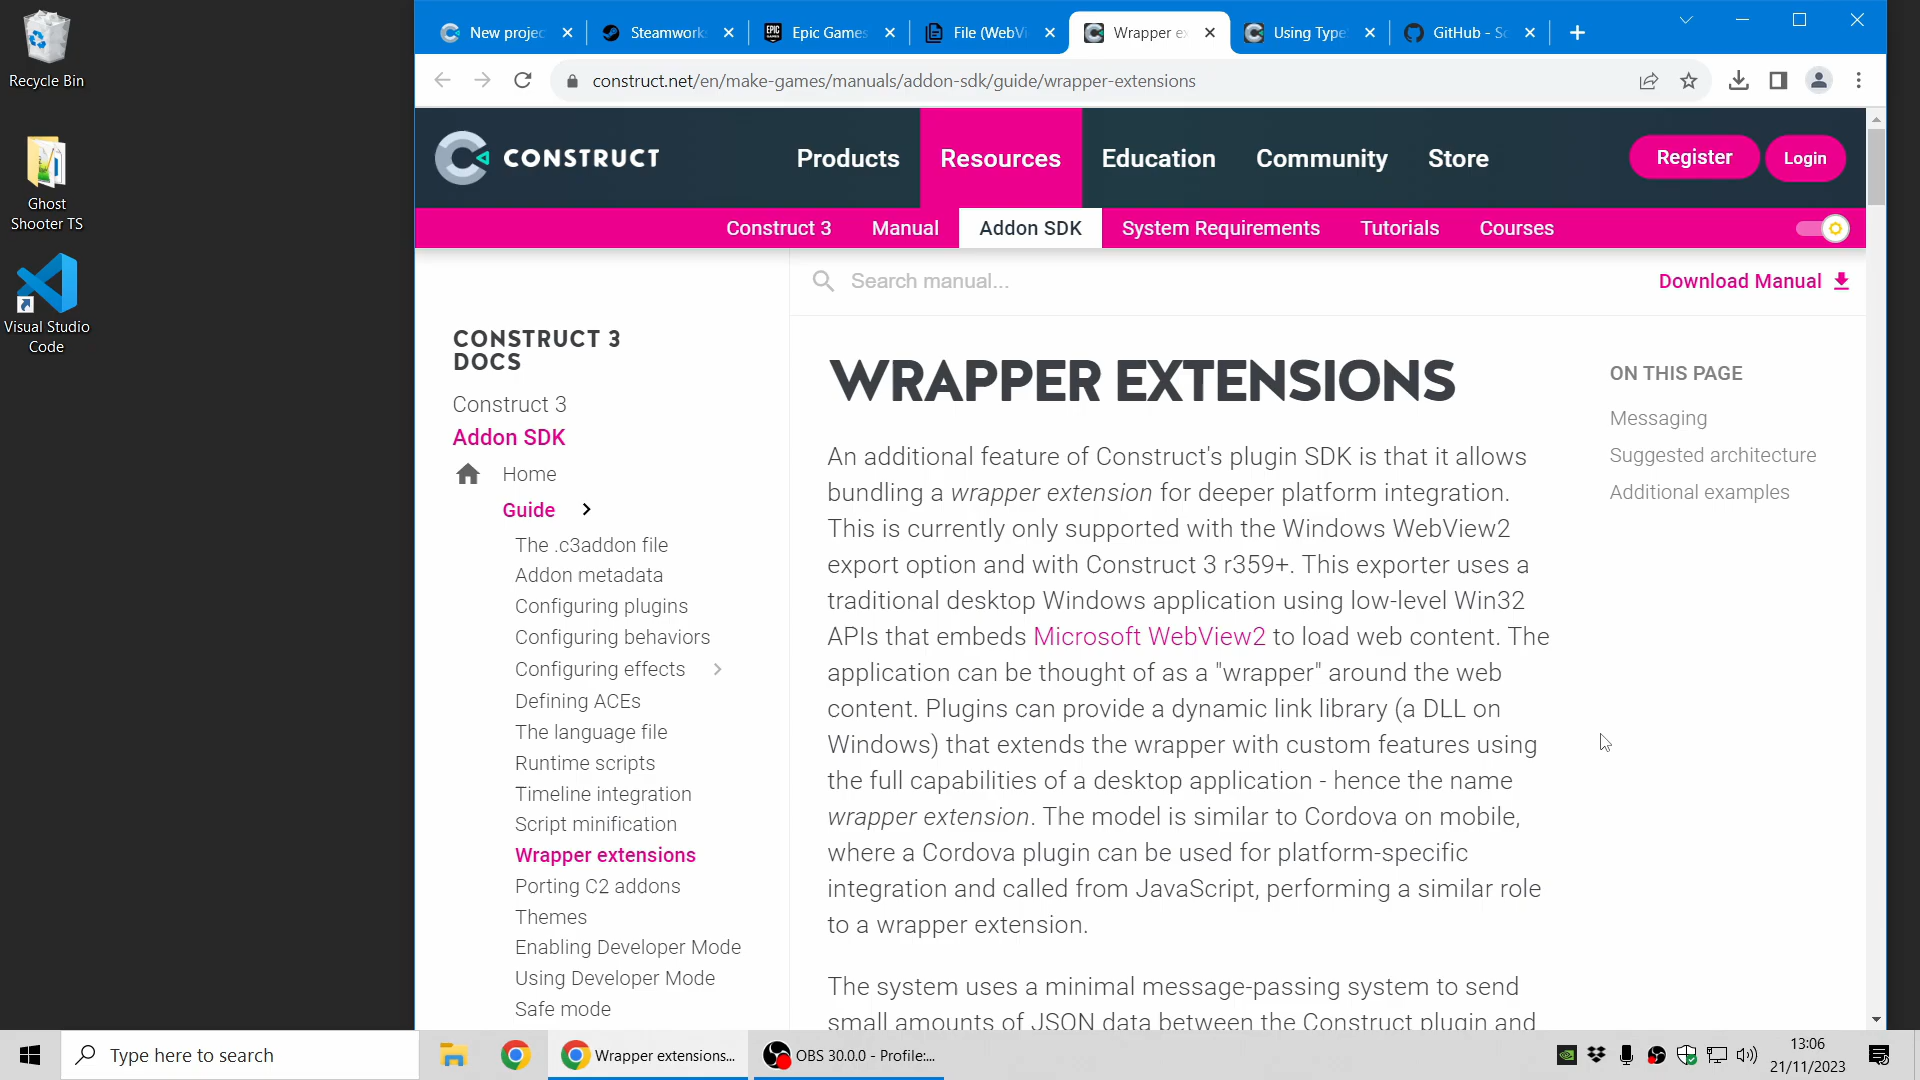 Recycle Bin
Ghost
Shooter TS
Visual Studio
Code
New projec
Steamworks
Epic Games
File (WebVi
Wrapper ex
Using Type
GitHub - Sc
construct.net/en/make-games/manuals/addon-sdk/guide/wrapper-extensions
CONSTRUCT
Products
Resources
Education
Community
Store
Register
Login
Construct 3
Manual
Addon SDK
System Requirements
Tutorials
Courses
Search manual...
Download Manual
CONSTRUCT 3
DOCS
Construct 3
Addon SDK
Home
Guide
The .c3addon file
Addon metadata
Configuring plugins
Configuring behaviors
Configuring effects
Defining ACEs
The language file
Runtime scripts
Timeline integration
Script minification
Wrapper extensions
Porting C2 addons
Themes
Enabling Developer Mode
Using Developer Mode
Safe mode
WRAPPER EXTENSIONS
An additional feature of Construct's plugin SDK is that it allows
bundling a wrapper extension for deeper platform integration.
This is currently only supported with the Windows WebView2
export option and with Construct 3 r359+. This exporter uses a
traditional desktop Windows application using low-level Win32
APIs that embeds Microsoft WebView2 to load web content. The
application can be thought of as a "wrapper" around the web
content. Plugins can provide a dynamic link library (a DLL on
Windows) that extends the wrapper with custom features using
the full capabilities of a desktop application - hence the name
wrapper extension. The model is similar to Cordova on mobile,
where a Cordova plugin can be used for platform-specific
integration and called from JavaScript, performing a similar role
to a wrapper extension.
The system uses a minimal message-passing system to send
small amounts of JSON data between the Construct plugin and
ON THIS PAGE
Messaging
Suggested architecture
Additional examples
Type here to search
Wrapper extensions...
OBS 30.0.0 - Profile:...
13:06
21/11/2023